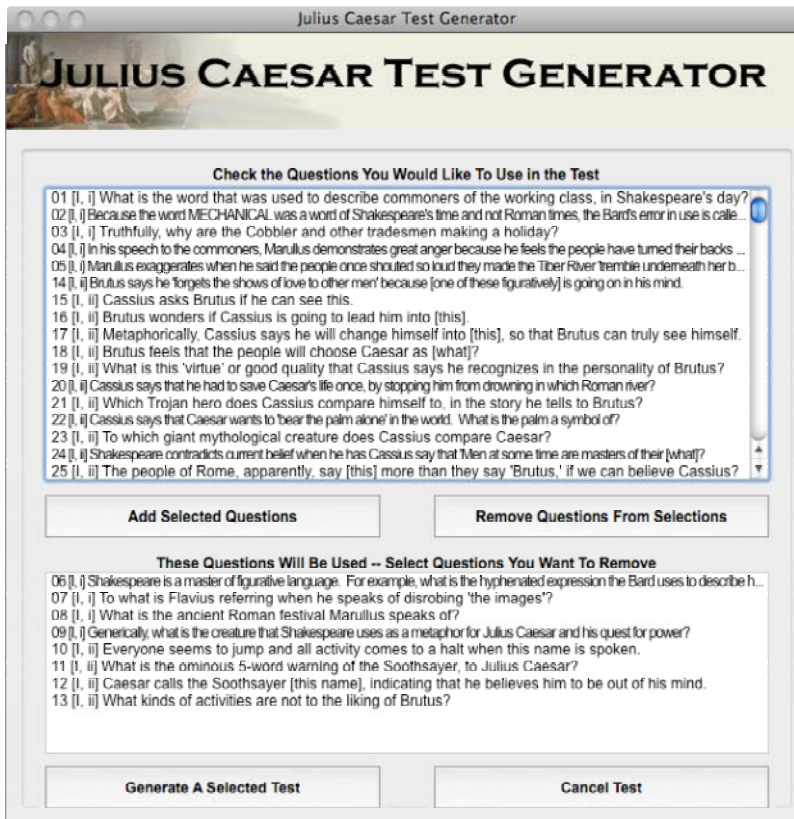 Julius Caesar Test Generator
JULIUS CAESAR TEST GENERATOR
Check the Questions You Would Like To Use in the Test
01 [I, i] What is the word that was used to describe commoners of the working class, in Shakespeare's day?
02 [I, i] Because the word MECHANICAL was a word of Shakespeare's time and not Roman times, the Bard's error in use is calle...
03 [I, i] Truthfully, why are the Cobbler and other tradesmen making a holiday?
04 [I, i] In his speech to the commoners, Marullus demonstrates great anger because he feels the people have turned their backs ...
05 [I, i] Marullus exaggerates when he said the people once shouted so loud they made the Tiber River 'tremble underneath her b...
14 [I, ii] Brutus says he 'forgets the shows of love to other men' because [one of these figuratively] is going on in his mind.
15 [I, ii] Cassius asks Brutus if he can see this.
16 [I, ii] Brutus wonders if Cassius is going to lead him into [this].
17 [I, ii] Metaphorically, Cassius says he will change himself into [this], so that Brutus can truly see himself.
18 [I, ii] Brutus feels that the people will choose Caesar as [what]?
19 [I, ii] What is this 'virtue' or good quality that Cassius says he recognizes in the personality of Brutus?
20 [I, ii] Cassius says that he had to save Caesar's life once, by stopping him from drowning in which Roman river?
21 [I, ii] Which Trojan hero does Cassius compare himself to, in the story he tells to Brutus?
22 [I, ii] Cassius says that Caesar wants to 'bear the palm alone' in the world.  What is the palm a symbol of?
23 [I, ii] To which giant mythological creature does Cassius compare Caesar?
24 [I, ii] Shakespeare contradicts current belief when he has Cassius say that 'Men at some time are masters of their [what]?
25 [I, ii] The people of Rome, apparently, say [this] more than they say 'Brutus,' if we can believe Cassius?
Add Selected Questions
Remove Questions From Selections
These Questions Will Be Used -- Select Questions You Want To Remove
06 [I, i] Shakespeare is a master of figurative language.  For example, what is the hyphenated expression the Bard uses to describe h...
07 [I, i] To what is Flavius referring when he speaks of disrobing 'the images'?
08 [I, i] What is the ancient Roman festival Marullus speaks of?
09 [I, i] Generically, what is the creature that Shakespeare uses as a metaphor for Julius Caesar and his quest for power?
10 [I, ii] Everyone seems to jump and all activity comes to a halt when this name is spoken.
11 [I, ii] What is the ominous 5-word warning of the Soothsayer, to Julius Caesar?
12 [I, ii] Caesar calls the Soothsayer [this name], indicating that he believes him to be out of his mind.
13 [I, ii] What kinds of activities are not to the liking of Brutus?
Generate A Selected Test
Cancel Test